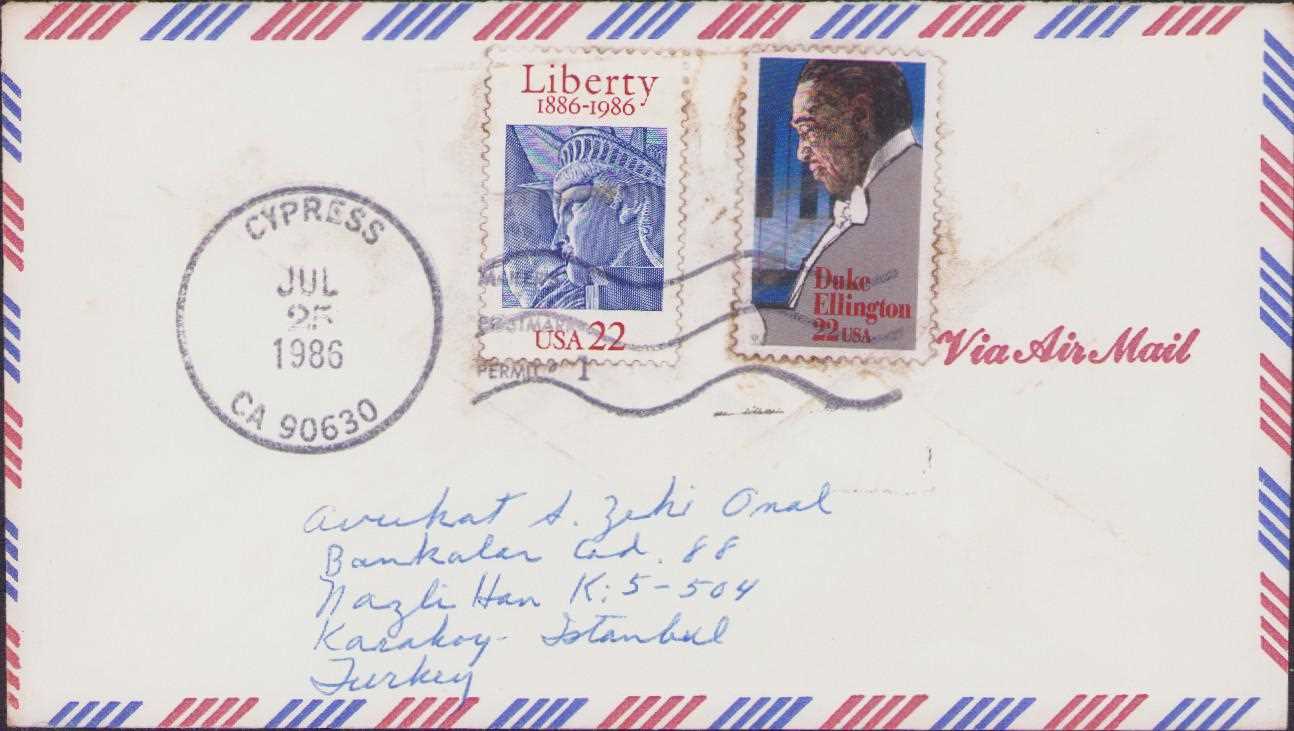 Liberty
1886-1986
USA 22
Duke
Ellington
22 USA
CYPRESS
JUL
25
1986
CA 90630
POSTMARK
PERMIT 1
Via Air Mail
Avukat A. Zeki Onal
Bankalar Cad. 88
Nazli Han K: 5-504
Karakoy - Istanbul
Turkey